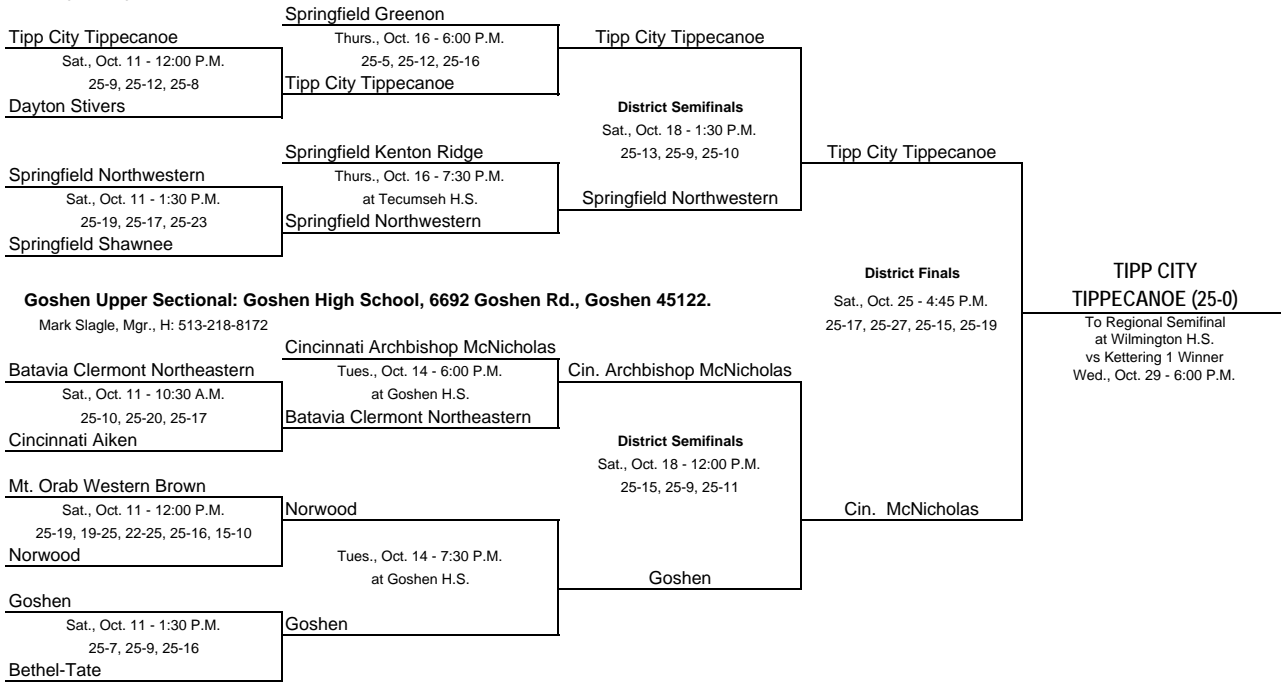 Springfield Greenon
Tipp City Tippecanoe
Thurs., Oct. 16 - 6:00 P.M.
Tipp City Tippecanoe
Sat., Oct. 11 - 12:00 P.M.
25-5, 25-12, 25-16
25-9, 25-12, 25-8
Tipp City Tippecanoe
Dayton Stivers
District Semifinals
Sat., Oct. 18 - 1:30 P.M.
Springfield Kenton Ridge
25-13, 25-9, 25-10
Tipp City Tippecanoe
Springfield Northwestern
Thurs., Oct. 16 - 7:30 P.M.
Sat., Oct. 11 - 1:30 P.M.
at Tecumseh H.S.
Springfield Northwestern
25-19, 25-17, 25-23
Springfield Northwestern
Springfield Shawnee
District Finals
TIPP CITY
Goshen Upper Sectional: Goshen High School, 6692 Goshen Rd., Goshen 45122.
Sat., Oct. 25 - 4:45 P.M.
TIPPECANOE (25-0)
Mark Slagle, Mgr., H: 513-218-8172
25-17, 25-27, 25-15, 25-19
To Regional Semifinal
at Wilmington H.S.
vs Kettering 1 Winner
Wed., Oct. 29 - 6:00 P.M.
Cincinnati Archbishop McNicholas
Batavia Clermont Northeastern
Tues., Oct. 14 - 6:00 P.M.
Cin. Archbishop McNicholas
Sat., Oct. 11 - 10:30 A.M.
at Goshen H.S.
25-10, 25-20, 25-17
Batavia Clermont Northeastern
Cincinnati Aiken
District Semifinals
Sat., Oct. 18 - 12:00 P.M.
Mt. Orab Western Brown
25-15, 25-9, 25-11
Sat., Oct. 11 - 12:00 P.M.
Norwood
Cin. McNicholas
25-19, 19-25, 22-25, 25-16, 15-10
Norwood
Tues., Oct. 14 - 7:30 P.M.
at Goshen H.S.
Goshen
Goshen
Sat., Oct. 11 - 1:30 P.M.
Goshen
25-7, 25-9, 25-16
Bethel-Tate